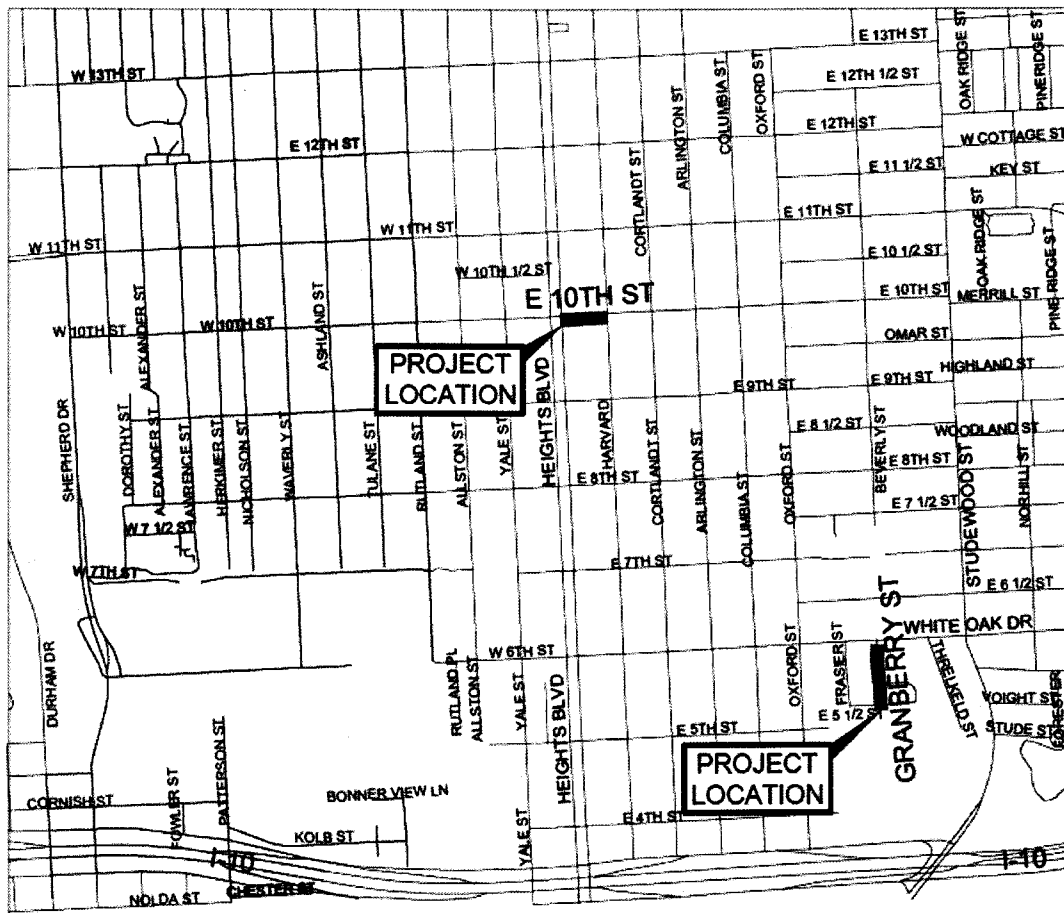 E 13TH ST
OAK RIDGE ST
PINERIDGE ST
W 13TH ST
E 12TH 1/2 ST
OXFORD ST
COLUMBIA ST
ARLINGTON ST
E 12TH ST
E 12TH ST
W COTTAGE ST
E 11 1/2 ST
KEY ST
CORTLANDT ST
E 11TH ST
W 11TH ST
W 11TH ST
OAK RIDGE ST
PINE RIDGE ST
E 10 1/2 ST
W 10TH 1/2 ST
E 10TH ST
E 10TH ST
MERRILL ST
ALEXANDER ST
ASHLAND ST
W 10TH ST
W 10TH ST
OMAR ST
PROJECT
LOCATION
HEIGHTS BLVD
HIGHLAND ST
E 9TH ST
E 9TH ST
SHEPHERD DR
DOROTHY ST
ALEXANDER ST
LAWRENCE ST
HERKIMER ST
NICHOLSON ST
WAVERLY ST
TULANE ST
RUTLAND ST
ALLSTON ST
YALE ST
HARVARD
E 8 1/2 ST
WOODLAND ST
BEVERLY ST
E 8TH ST
E 8TH ST
CORTLANDT ST
ARLINGTON ST
COLUMBIA ST
OXFORD ST
E 7 1/2 ST
STUDEWOOD ST
NORHILL ST
W 7 1/2 ST
W 7TH ST
E 7TH ST
E 6 1/2 ST
WHITE OAK DR
GRANBERRY ST
W 6TH ST
DURHAM DR
RUTLAND PL
ALLSTON ST
YALE ST
HEIGHTS BLVD
OXFORD ST
FRASIER ST
THRELKELD ST
VOIGHT ST
E 5 1/2 ST
E 5TH ST
STUDE ST
PROJECT
LOCATION
CORNISH ST
FOWLER ST
PATTERSON ST
BONNER VIEW LN
KOLB ST
YALE ST
E 4TH ST
I-10
I-10
CHESTER ST
NOLDA ST